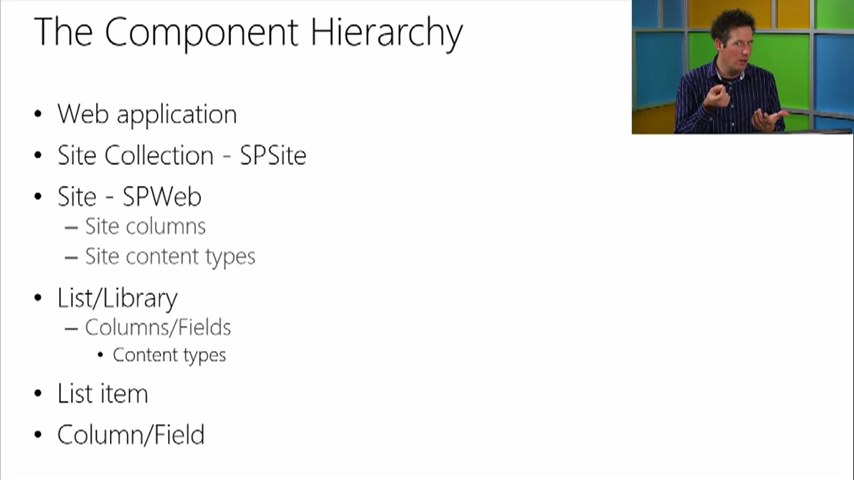 The Component Hierarchy
• Web application
• Site Collection - SPSite
• Site - SPWeb
– Site columns
– Site content types
• List/Library
– Columns/Fields
• Content types
• List item
• Column/Field